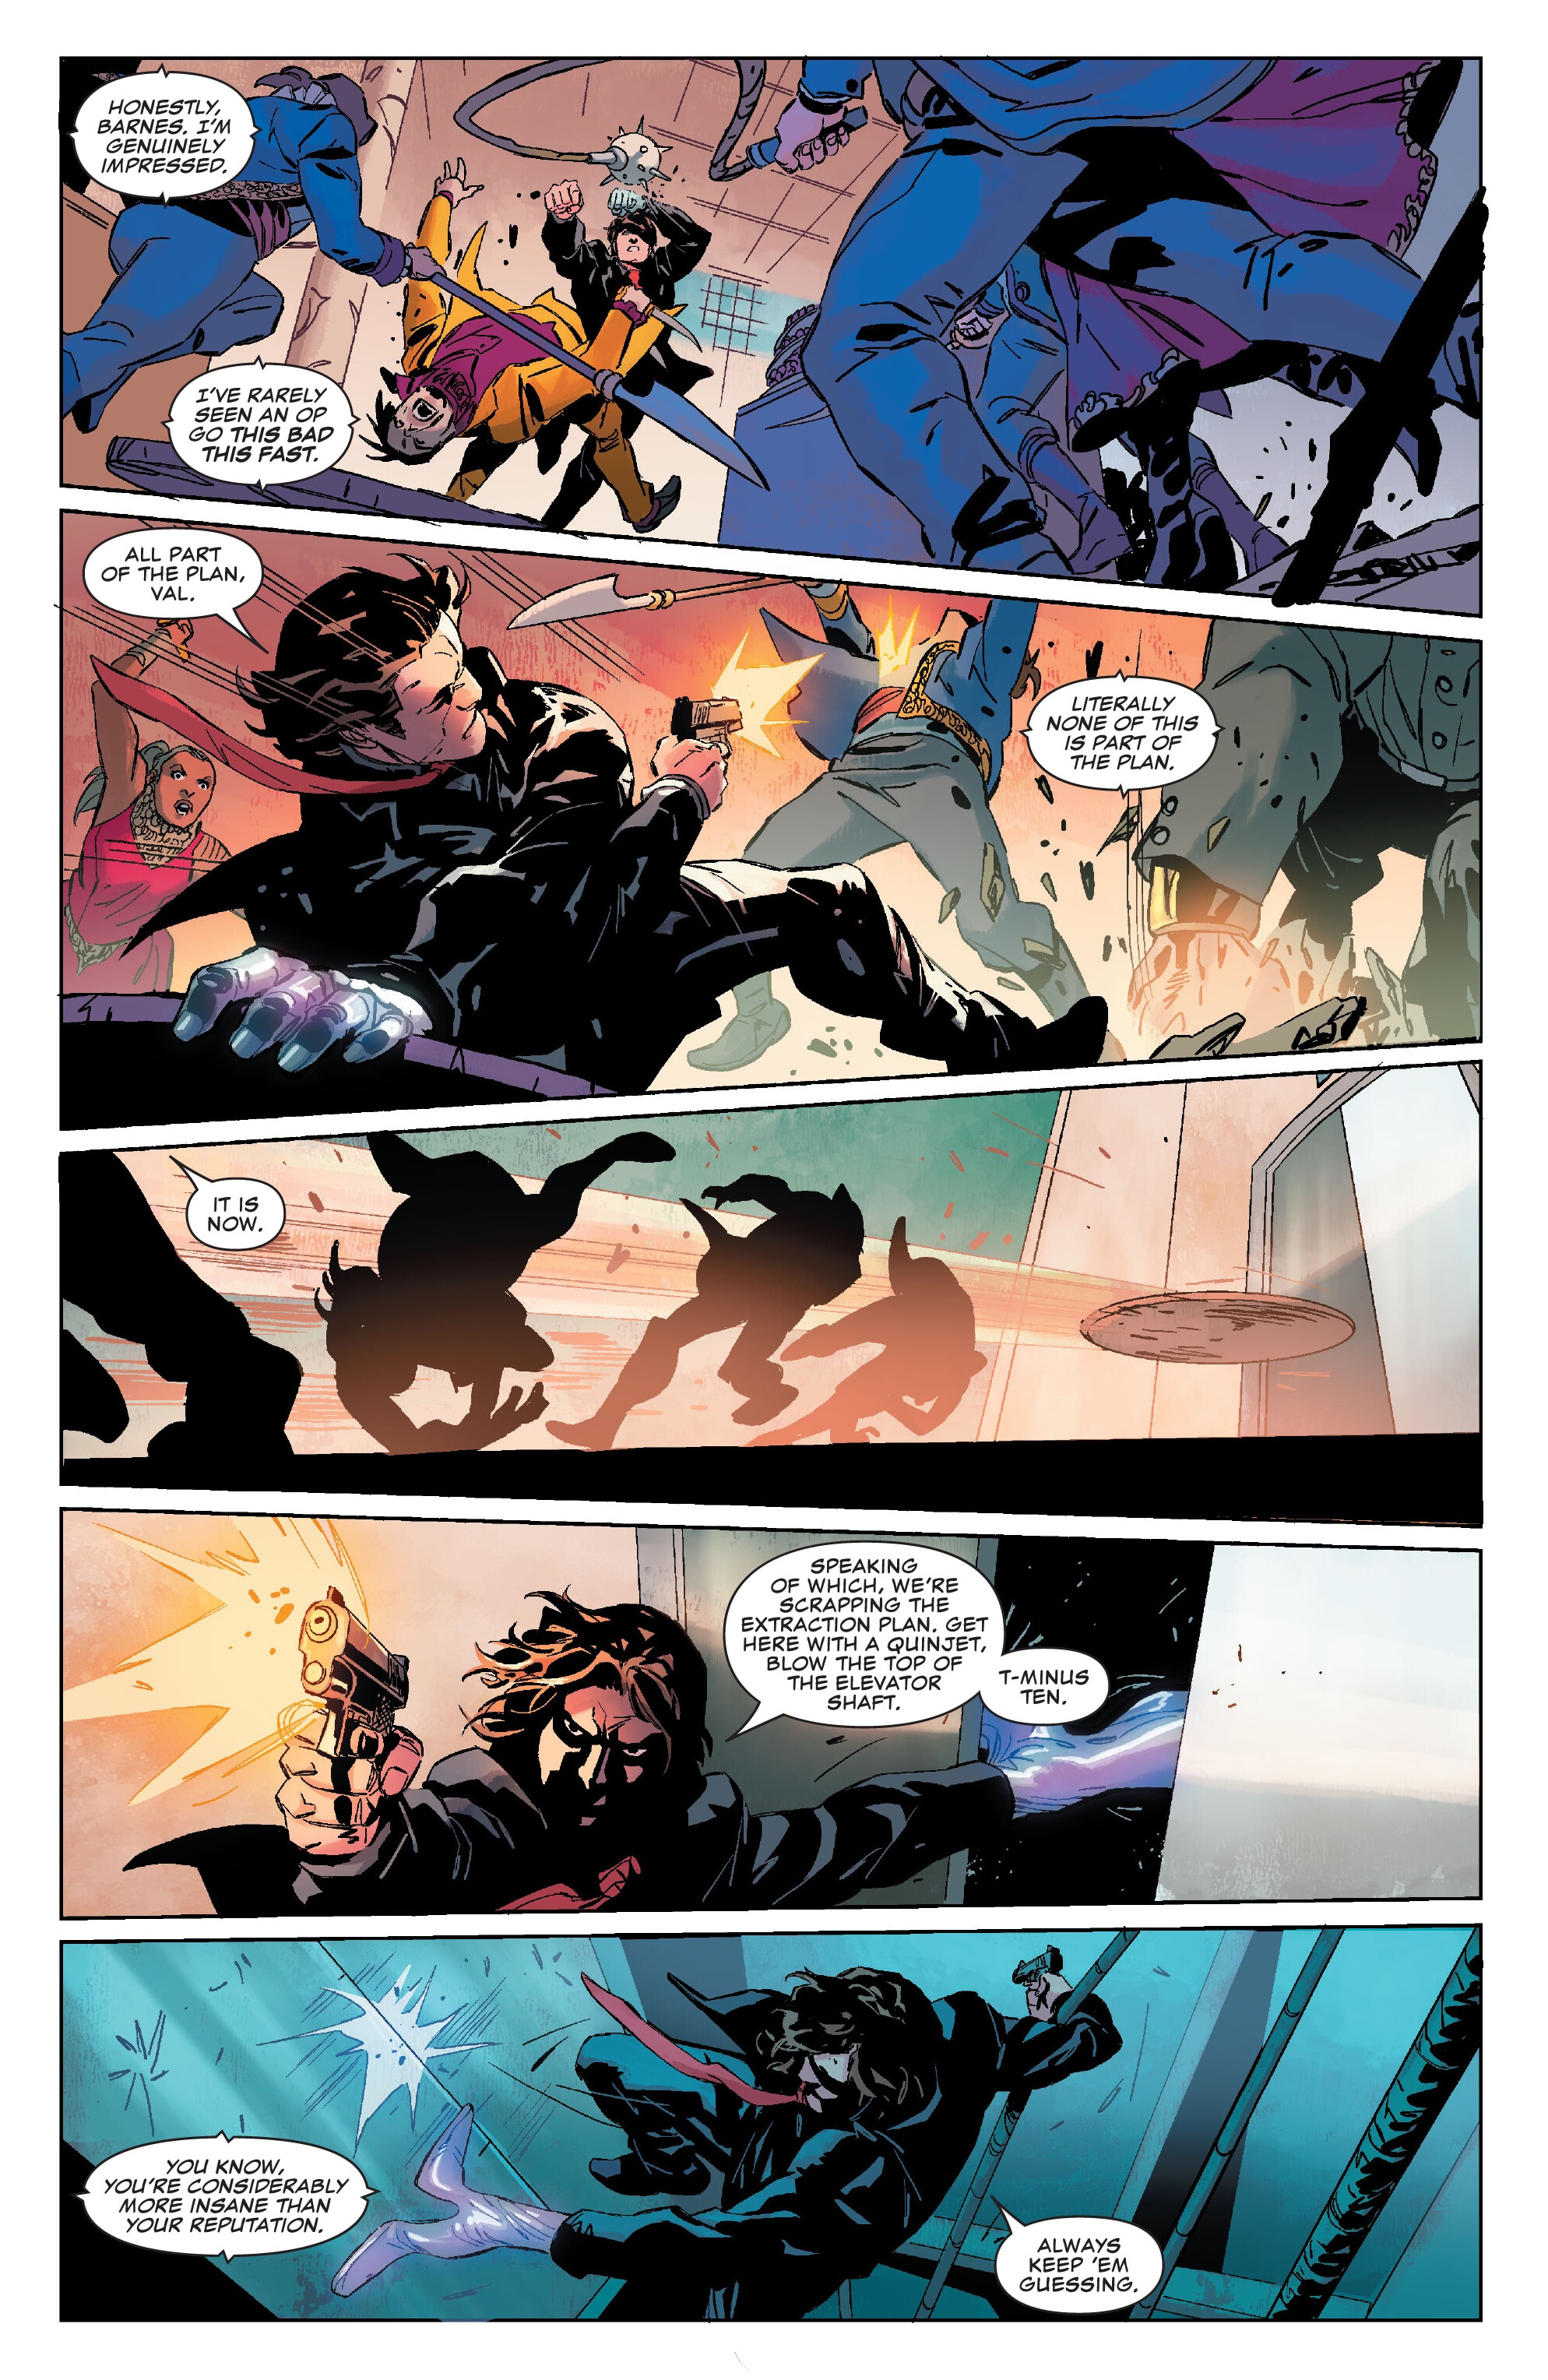 HONESTLY,
BARNES. I'M
GENUINELY
IMPRESSED.
I'VE RARELY
SEEN AN OP
GO THIS BAD
THIS FAST.
ALL PART
OF THE PLAN,
VAL.
LITERALLY
NONE OF THIS
IS PART OF
THE PLAN.
IT IS
NOW.
SPEAKING
OF WHICH, WE'RE
SCRAPPING THE
EXTRACTION PLAN. GET
HERE WITH A QUINJET,
BLOW THE TOP OF
THE ELEVATOR
SHAFT.
T-MINUS
TEN.
YOU KNOW,
YOU'RE CONSIDERABLY
MORE INSANE THAN
YOUR REPUTATION.
ALWAYS
KEEP 'EM
GUESSING.